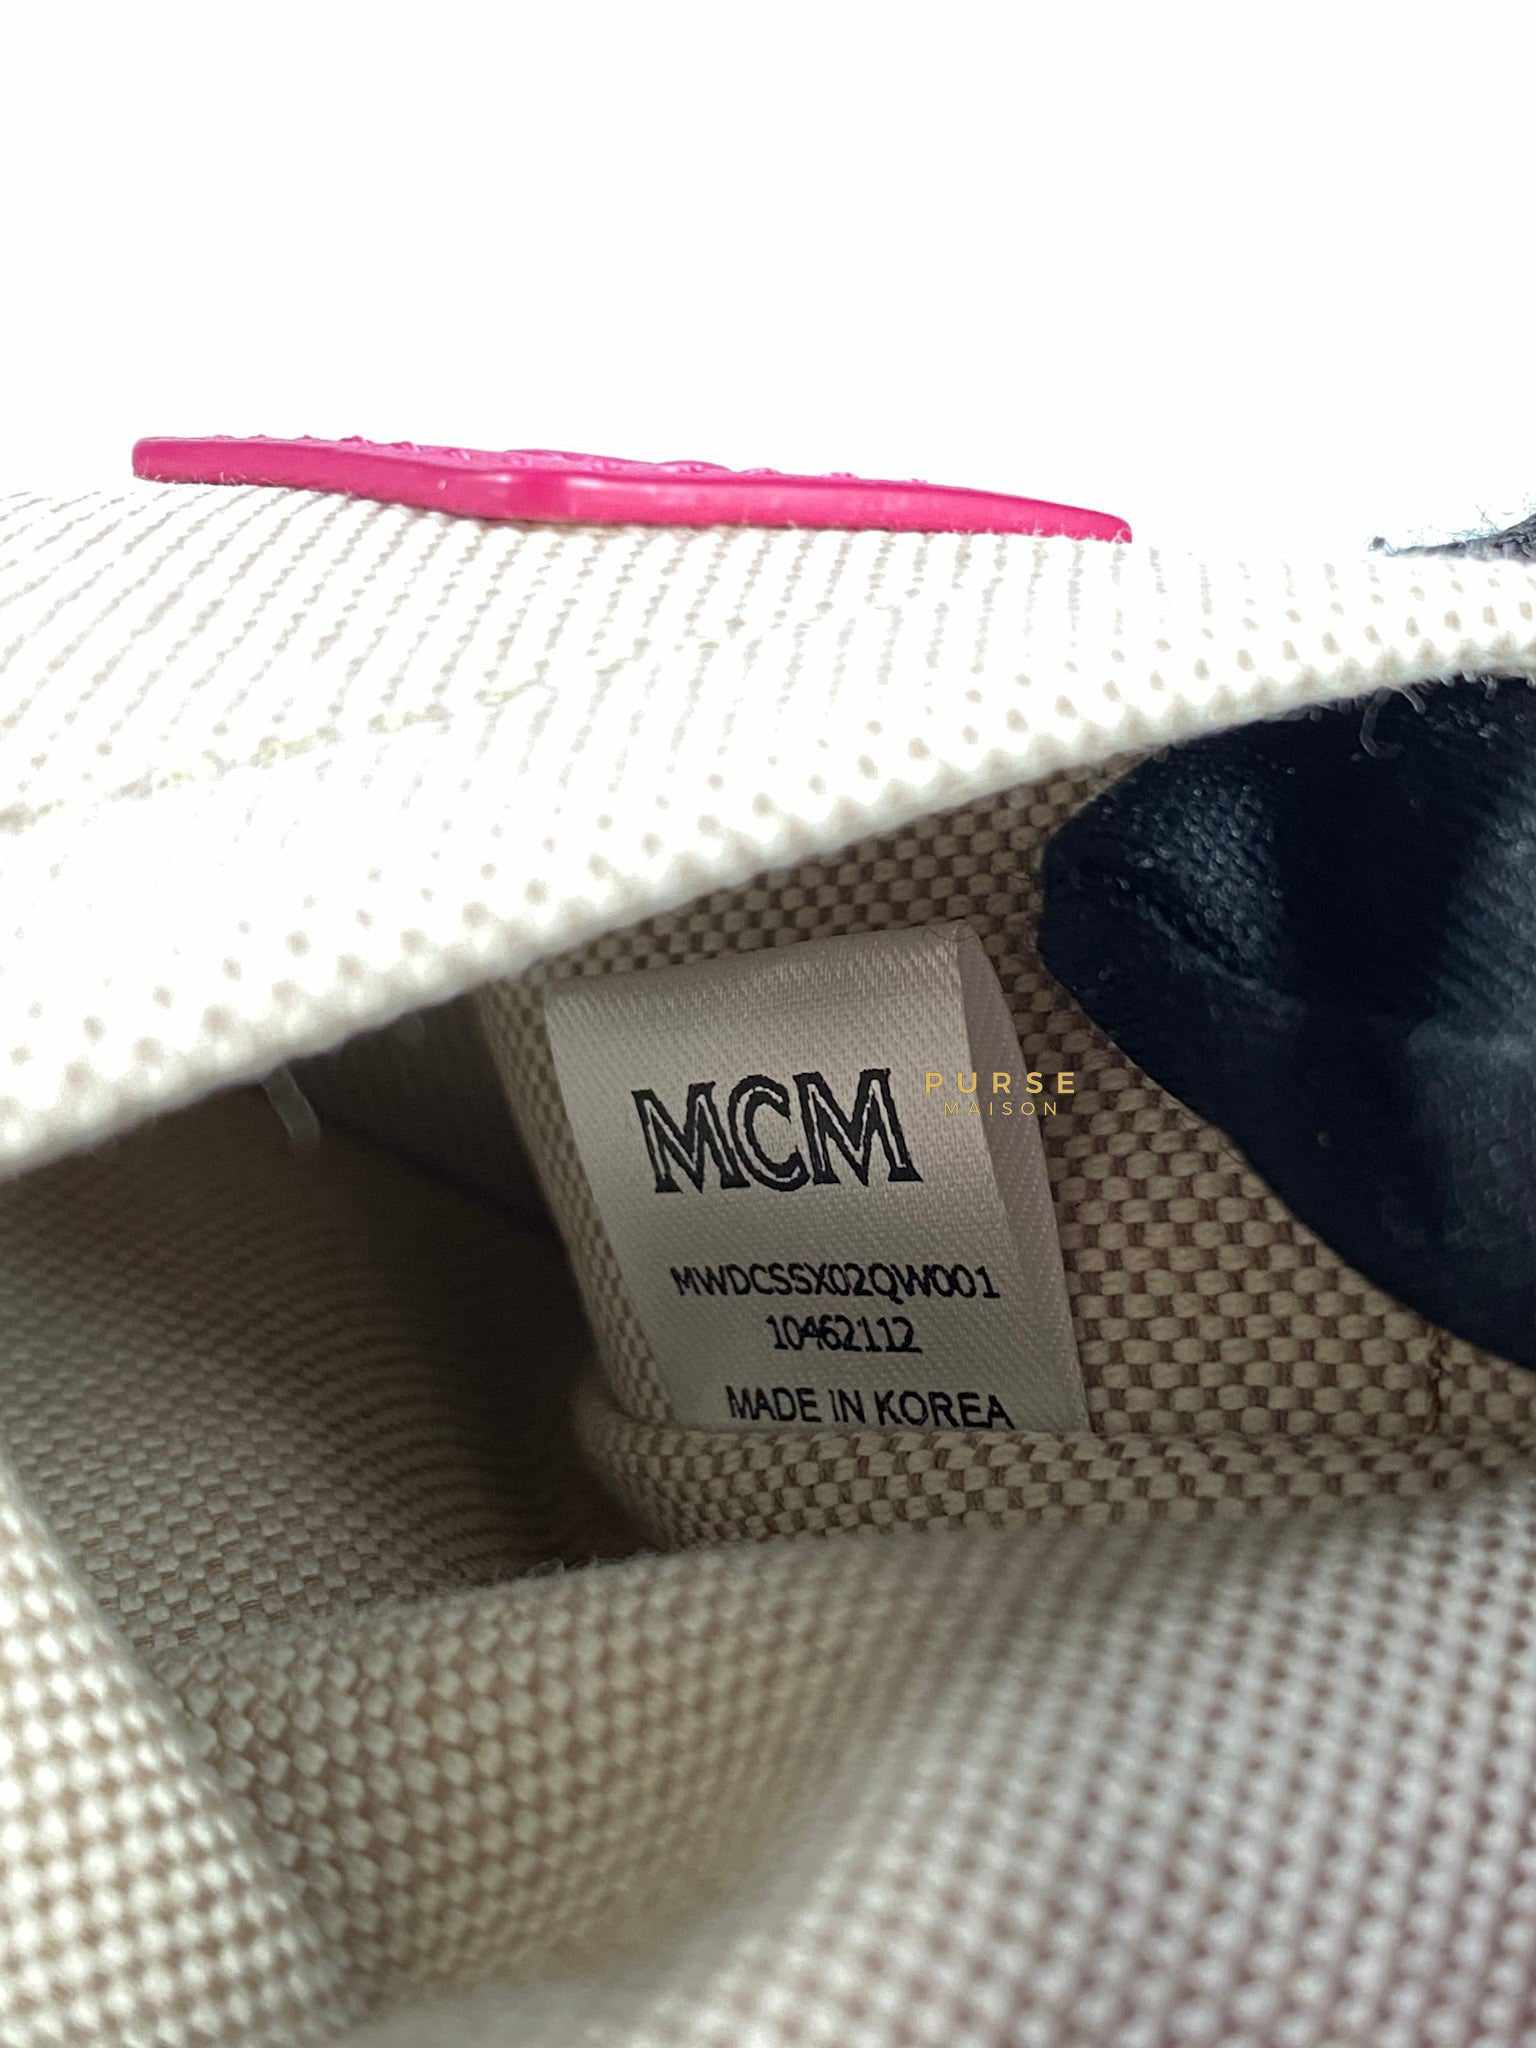 MCM
PURSE
MAISON
MWDCSSX02QW001
10462112
MADE IN KOREA